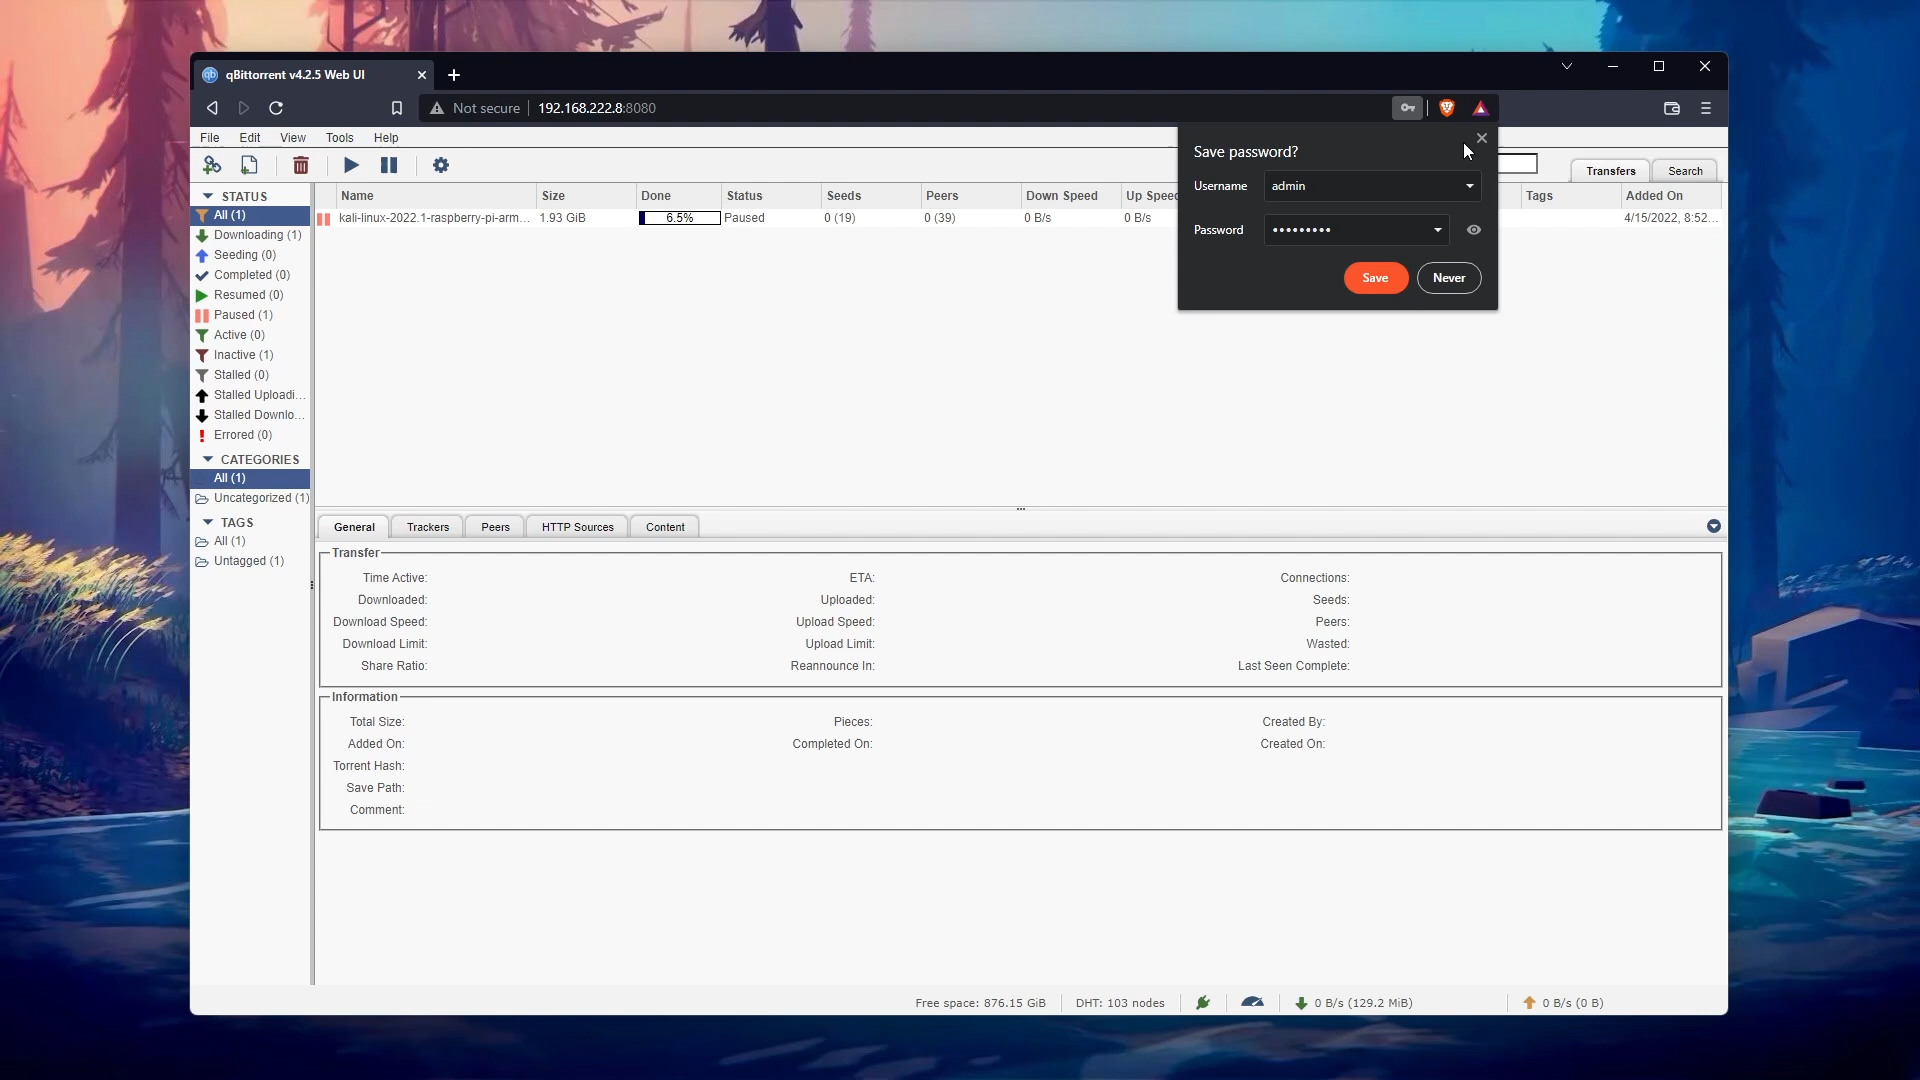 qBittorrent v4.2.5 Web UI
Not secure 192.168.222.8:8080
File Edit View Tools Help
Save password?
Username admin
Password •••••••••
Save Never
Transfers Search
STATUS
All (1)
Downloading (1)
Seeding (0)
Completed (0)
Resumed (0)
Paused (1)
Active (0)
Inactive (1)
Stalled (0)
Stalled Uploadi...
Stalled Downlo...
Errored (0)
CATEGORIES
All (1)
Uncategorized (1)
TAGS
All (1)
Untagged (1)
Name Size Done Status Seeds Peers Down Speed Up Speed Tags Added On
kali-linux-2022.1-raspberry-pi-arm... 1.93 GiB 6.5% Paused 0 (19) 0 (39) 0 B/s 0 B/s 4/15/2022, 8:52...
General Trackers Peers HTTP Sources Content
Transfer
Time Active: ETA: Connections:
Downloaded: Uploaded: Seeds:
Download Speed: Upload Speed: Peers:
Download Limit: Upload Limit: Wasted:
Share Ratio: Reannounce In: Last Seen Complete:
Information
Total Size: Pieces: Created By:
Added On: Completed On: Created On:
Torrent Hash:
Save Path:
Comment:
Free space: 876.15 GiB DHT: 103 nodes 0 B/s (129.2 MiB) 0 B/s (0 B)